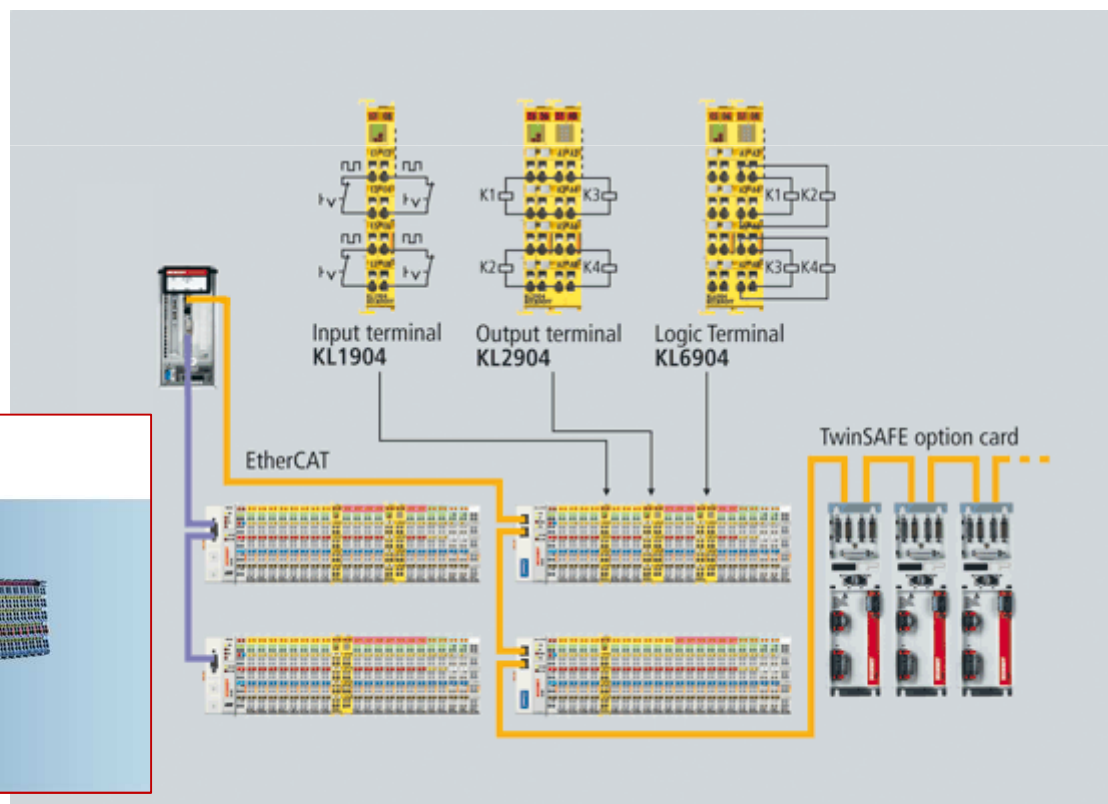 K1
K3
K2
K4
K1
K2
K3
K4
Input terminal
KL1904
Output terminal
KL2904
Logic Terminal
KL6904
EtherCAT
TwinSAFE option card